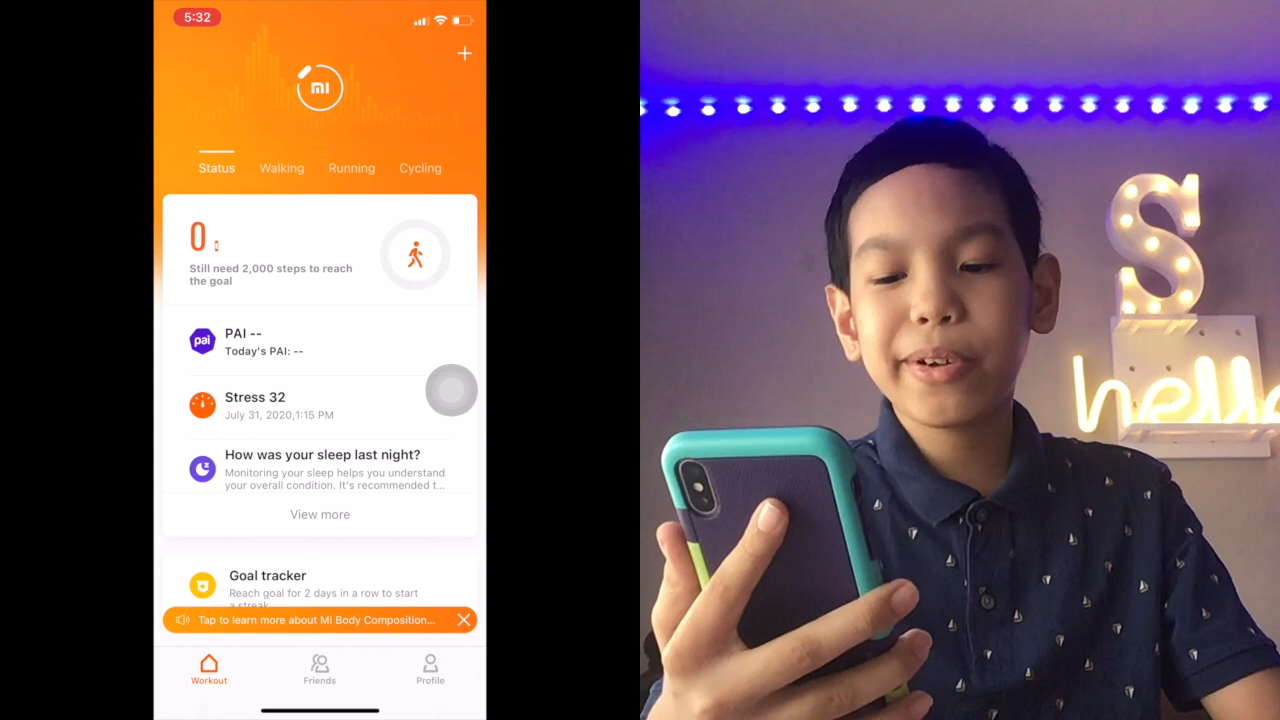 5:32
mi
Status
Walking
Running
Cycling
0
Still need 2,000 steps to reach
the goal
pai
PAI --
Today's PAI: --
Stress 32
July 31, 2020,1:15 PM
z
How was your sleep last night?
Monitoring your sleep helps you understand
your overall condition. It's recommended t...
View more
Goal tracker
Reach goal for 2 days in a row to start
a streak
Tap to learn more about Mi Body Composition...
Workout
Friends
Profile
S
hello